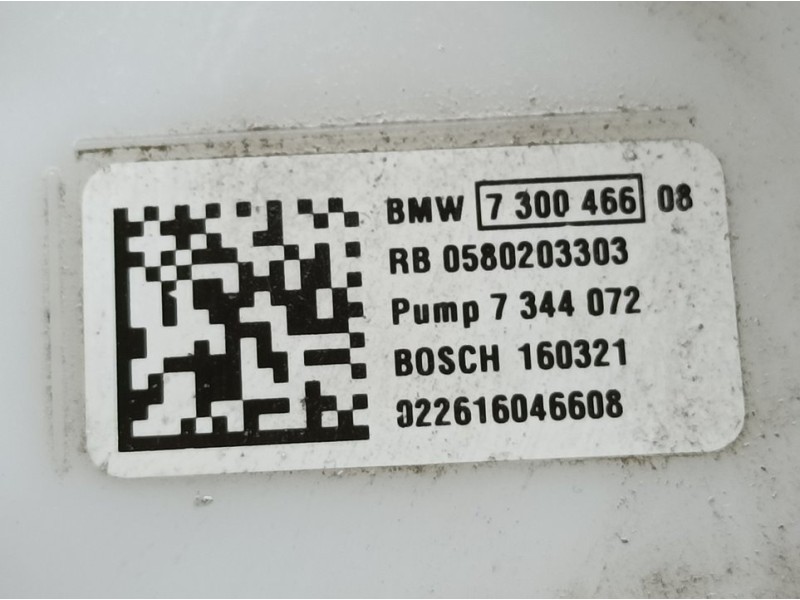 BMW 7 300 466 08
RB 0580203303
Pump 7 344 072
BOSCH 160321
022616046608